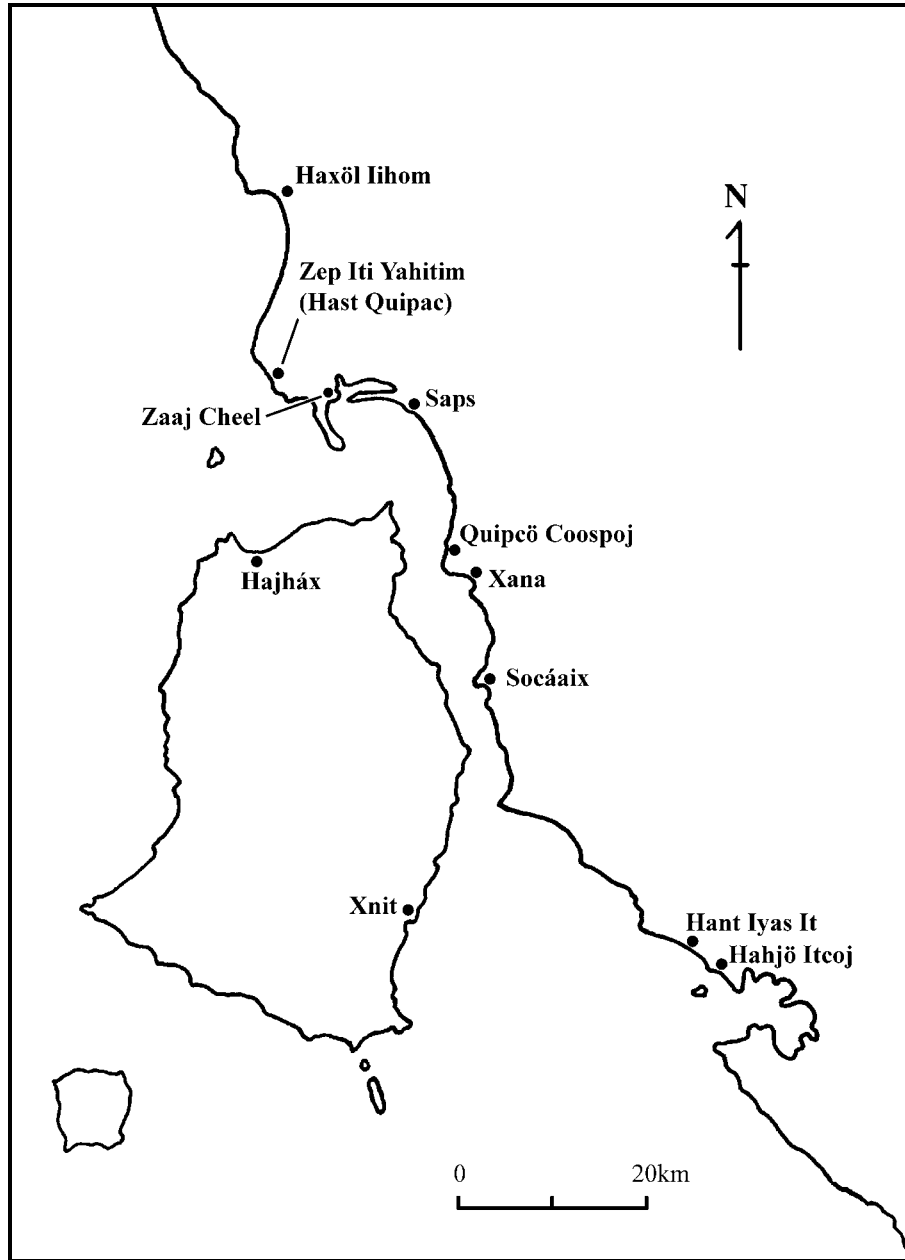 Haxöl Iihom
N
Zep Iti Yahitim
(Hast Quipac)
Zaaj Cheel
Saps
Quipcö Coospoj
Xana
Hajháx
Socáaix
Xnit
Hant Iyas It
Hahjö Itcoj
0
20km